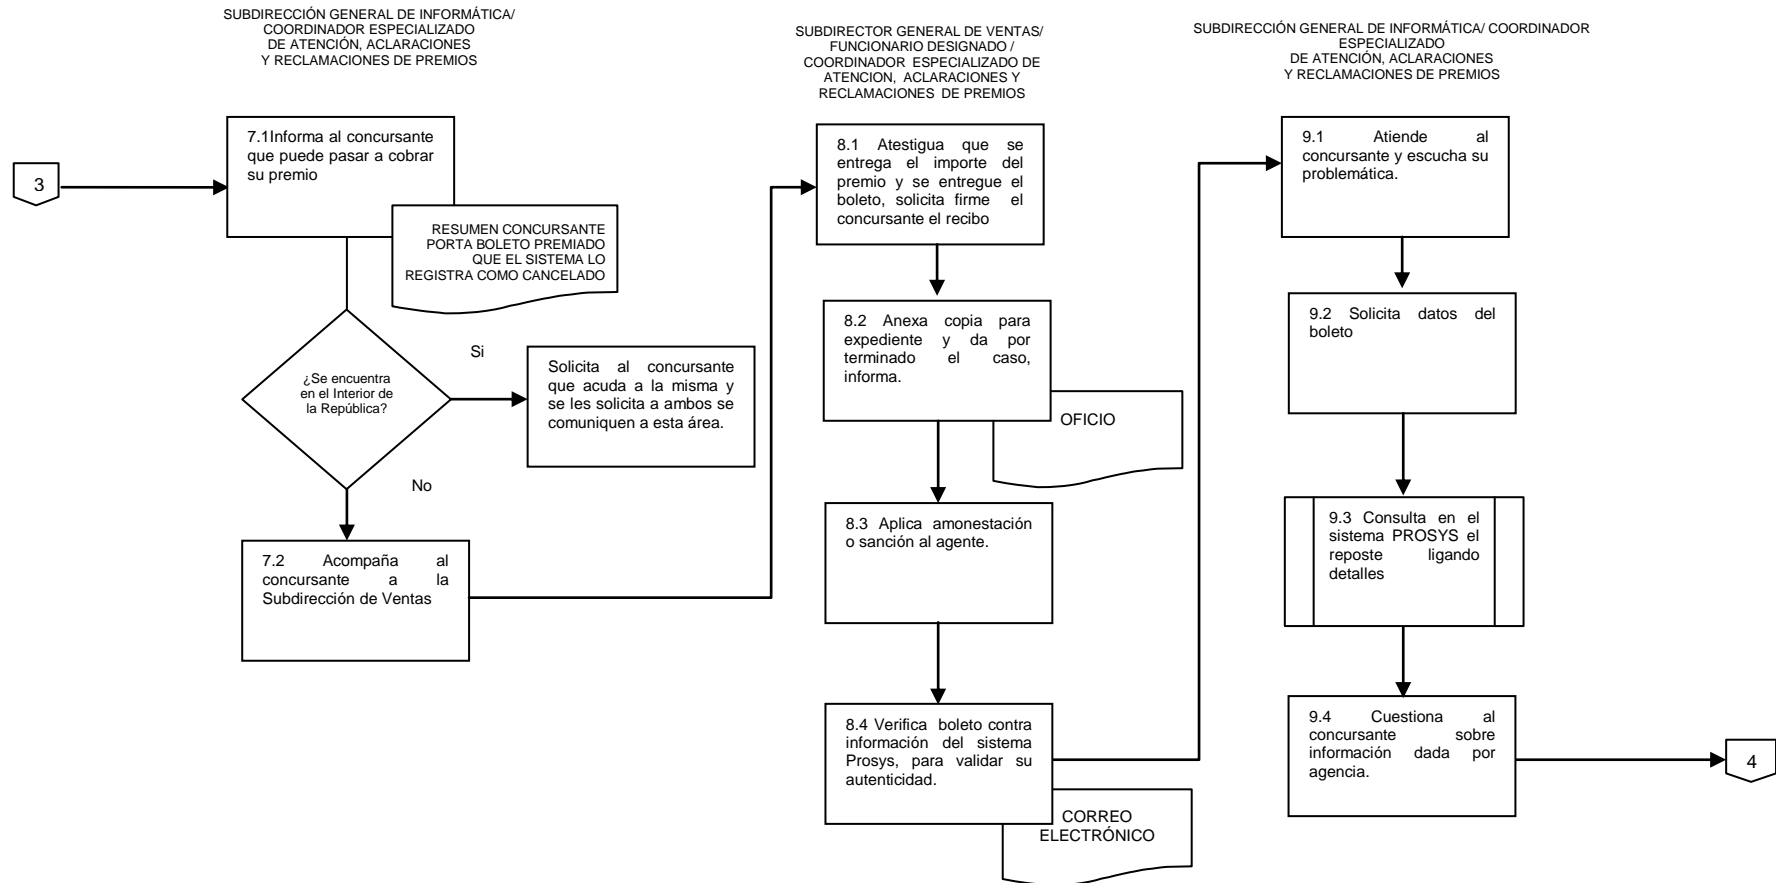 SUBDIRECCIÓN GENERAL DE INFORMÁTICA/
COORDINADOR ESPECIALIZADO
DE ATENCIÓN, ACLARACIONES
Y RECLAMACIONES DE PREMIOS
3
7.1Informa al concursante
que puede pasar a cobrar
su premio
RESUMEN CONCURSANTE
PORTA BOLETO PREMIADO
QUE EL SISTEMA LO
REGISTRA COMO CANCELADO
¿Se encuentra
en el Interior de
la República?
Si
Solicita al concursante
que acuda a la misma y
se les solicita a ambos se
comuniquen a esta área.
No
7.2 Acompaña al
concursante a la
Subdirección de Ventas
SUBDIRECTOR GENERAL DE VENTAS/
FUNCIONARIO DESIGNADO /
COORDINADOR ESPECIALIZADO DE
ATENCION, ACLARACIONES Y
RECLAMACIONES DE PREMIOS
8.1 Atestigua que se
entrega el importe del
premio y se entregue el
boleto, solicita firme el
concursante el recibo
8.2 Anexa copia para
expediente y da por
terminado el caso,
informa.
OFICIO
8.3 Aplica amonestación
o sanción al agente.
8.4 Verifica boleto contra
información del sistema
Prosys, para validar su
autenticidad.
CORREO
ELECTRÓNICO
SUBDIRECCIÓN GENERAL DE INFORMÁTICA/ COORDINADOR
ESPECIALIZADO
DE ATENCIÓN, ACLARACIONES
Y RECLAMACIONES DE PREMIOS
9.1 Atiende al
concursante y escucha su
problemática.
9.2 Solicita datos del
boleto
9.3 Consulta en el
sistema PROSYS el
reposte ligando
detalles
9.4 Cuestiona al
concursante sobre
información dada por
agencia.
4